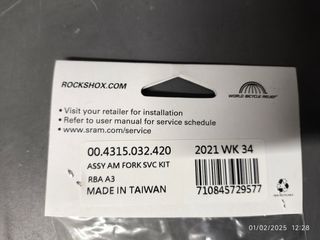 ROCKSHOX.COM
WORLD BICYCLE RELIEF
• Visit your retailer for installation
• Refer to user manual for service schedule
• www.sram.com/service
00.4315.032.420
2021 WK 34
ASSY AM FORK SVC KIT
RBA A3
MADE IN TAIWAN
710845729577
01/02/2025 12:28